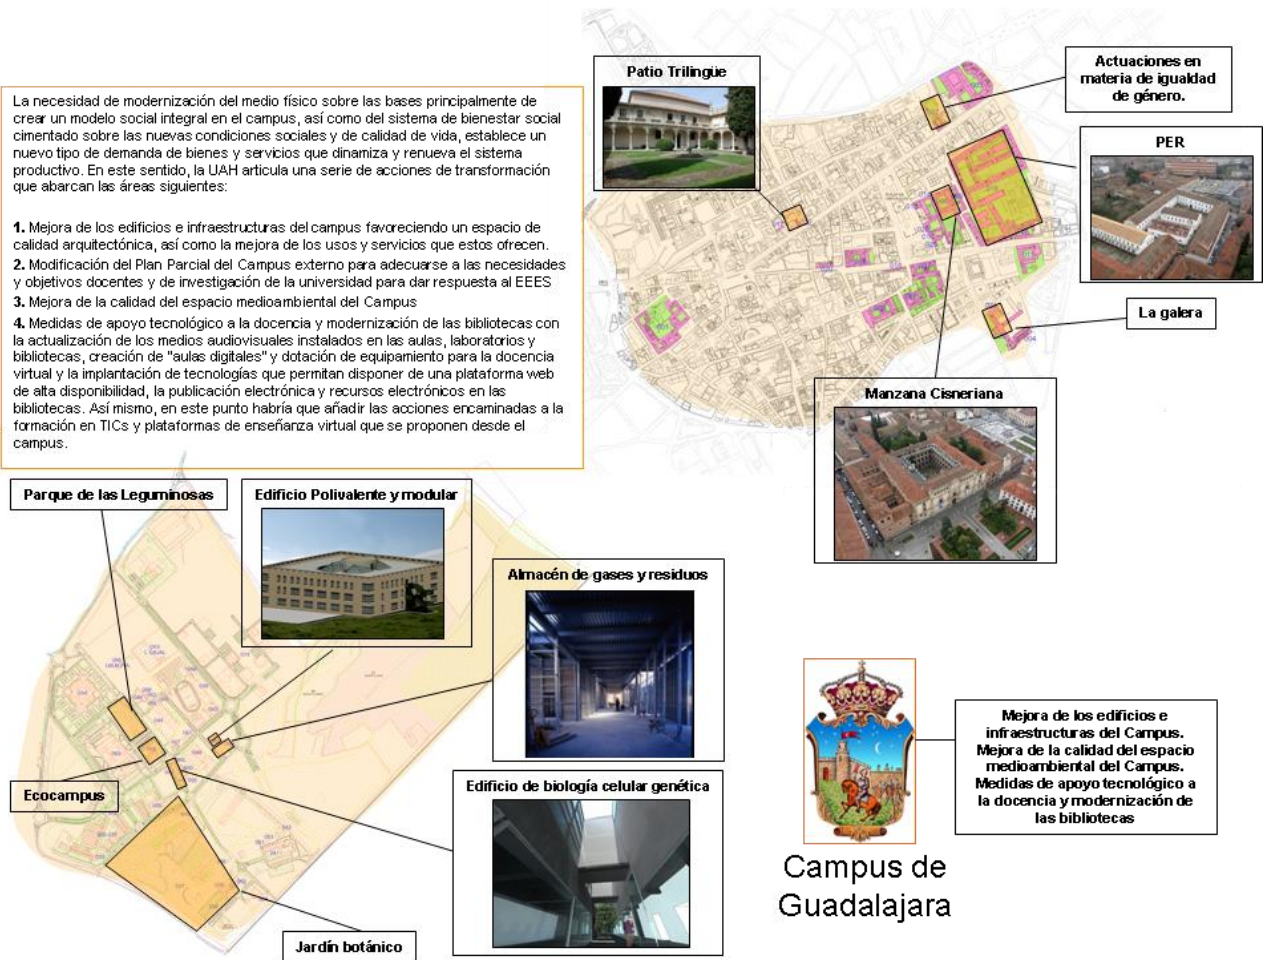 La necesidad de modernización del medio físico sobre las bases principalmente de
crear un modelo social integral en el campus, así como del sistema de bienestar social
cimentado sobre las nuevas condiciones sociales y de calidad de vida, establece un
nuevo tipo de demanda de bienes y servicios que dinamiza y renueva el sistema
productivo. En este sentido, la UAH articula una serie de acciones de transformación
que abarcan las áreas siguientes:
1. Mejora de los edificios e infraestructuras del campus favoreciendo un espacio de
calidad arquitectónica, así como la mejora de los usos y servicios que estos ofrecen.
2. Modificación del Plan Parcial del Campus externo para adecuarse a las necesidades
y objetivos docentes y de investigación de la universidad para dar respuesta al EEES
3. Mejora de la calidad del espacio medioambiental del Campus
4. Medidas de apoyo tecnológico a la docencia y modernización de las bibliotecas con
la actualización de los medios audiovisuales instalados en las aulas, laboratorios y
bibliotecas, creación de "aulas digitales" y dotación de equipamiento para la docencia
virtual y la implantación de tecnologías que permitan disponer de una plataforma web
de alta disponibilidad, la publicación electrónica y recursos electrónicos en las
bibliotecas. Así mismo, en este punto habría que añadir las acciones encaminadas a la
formación en TICs y plataformas de enseñanza virtual que se proponen desde el
campus.
Patio Trilingüe
Actuaciones en
materia de igualdad
de género.
PER
La galera
Manzana Cisneriana
Parque de las Leguminosas
Edificio Polivalente y modular
Almacén de gases y residuos
Ecocampus
Edificio de biología celular genética
Jardín botánico
Mejora de los edificios e
infraestructuras del Campus.
Mejora de la calidad del espacio
medioambiental del Campus.
Medidas de apoyo tecnológico a
la docencia y modernización de
las bibliotecas
Campus de
Guadalajara